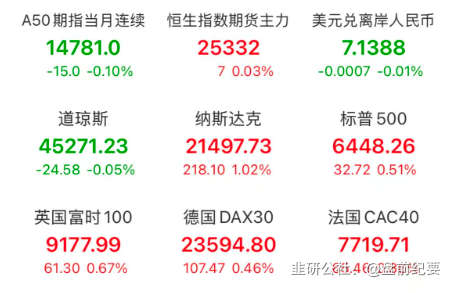 A50期指当月连续 恒生指数期货主力 美元兑离岸人民币
14781.0 25332 7.1388
-15.0 -0.10% 7 0.03% -0.0007 -0.01%
道琼斯 纳斯达克 标普500
45271.23 21497.73 6448.26
-24.58 -0.05% 218.10 1.02% 32.72 0.51%
英国富时100 德国DAX30 法国CAC40
9177.99 23594.80 7719.71
61.30 0.67% 107.47 0.46%
韭研公社：@盘前纪要